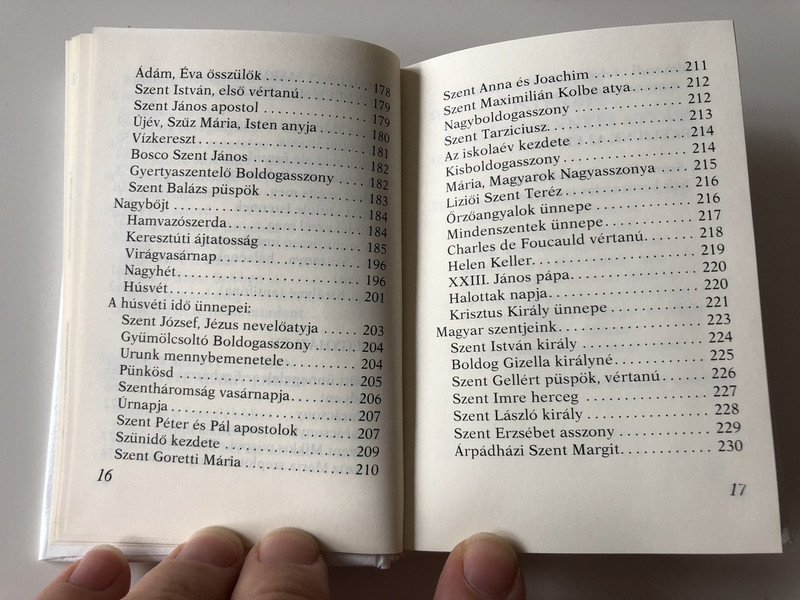 Ádám, Éva ősszülők . . . . . . . . . . . . . . . 178
Szent István, első vértanú. . . . . . . . . . . 179
Szent János apostol . . . . . . . . . . . . . . . 179
Újév, Szűz Mária, Isten anyja . . . . . . . . 180
Vízkereszt. . . . . . . . . . . . . . . . . . . . . . 181
Bosco Szent János . . . . . . . . . . . . . . . . 182
Gyertyaszentelő Boldogasszony . . . . 182
Szent Balázs püspök . . . . . . . . . . . . . . 183
Nagybőjt . . . . . . . . . . . . . . . . . . . . . . . 184
Hamvazószerda. . . . . . . . . . . . . . . . . . 184
Keresztúti ájtatosság . . . . . . . . . . . . . . 185
Virágvasárnap . . . . . . . . . . . . . . . . . . . 196
Nagyhét. . . . . . . . . . . . . . . . . . . . . . . . 196
Húsvét. . . . . . . . . . . . . . . . . . . . . . . . . 201
A húsvéti idő ünnepei:
Szent József, Jézus nevelőatyja . . . . . . 203
Gyümölcsoltó Boldogasszony . . . . . . . 204
Urunk mennybemenetele . . . . . . . . . . 204
Pünkösd . . . . . . . . . . . . . . . . . . . . . . . 205
Szentháromság vasárnapja. . . . . . . . . . 206
Úrnapja . . . . . . . . . . . . . . . . . . . . . . . . 207
Szent Péter és Pál apostolok . . . . . . . . 207
Szünidő kezdete . . . . . . . . . . . . . . . . . 209
Szent Goretti Mária . . . . . . . . . . . . . . . 210
16
Szent Anna és Joachim . . . . . . . . . . . . 211
Szent Maximilián Kolbe atya. . . . . . . . 212
Nagyboldogasszony . . . . . . . . . . . . . . 212
Szent Tarziciusz. . . . . . . . . . . . . . . . . . 213
Az iskolaév kezdete . . . . . . . . . . . . . . . 214
Kisboldogasszony. . . . . . . . . . . . . . . . . 214
Mária, Magyarok Nagyasszonya . . . . . 215
Liziői Szent Teréz. . . . . . . . . . . . . . . . . 216
Őrzőangyalok ünnepe . . . . . . . . . . . . . 216
Mindenszentek ünnepe. . . . . . . . . . . . 217
Charles de Foucauld vértanú. . . . . . . . 218
Helen Keller. . . . . . . . . . . . . . . . . . . . . 219
XXIII. János pápa. . . . . . . . . . . . . . . . . 220
Halottak napja. . . . . . . . . . . . . . . . . . . 220
Krisztus Király ünnepe . . . . . . . . . . . . 221
Magyar szentjeink. . . . . . . . . . . . . . . . . 223
Szent István király . . . . . . . . . . . . . . . . 224
Boldog Gizella királyné. . . . . . . . . . . . 225
Szent Gellért püspök, vértanú. . . . . . . 226
Szent Imre herceg . . . . . . . . . . . . . . . . 227
Szent László király . . . . . . . . . . . . . . . . 228
Szent Erzsébet asszony . . . . . . . . . . . . 229
Árpádházi Szent Margit. . . . . . . . . . . . 230
17